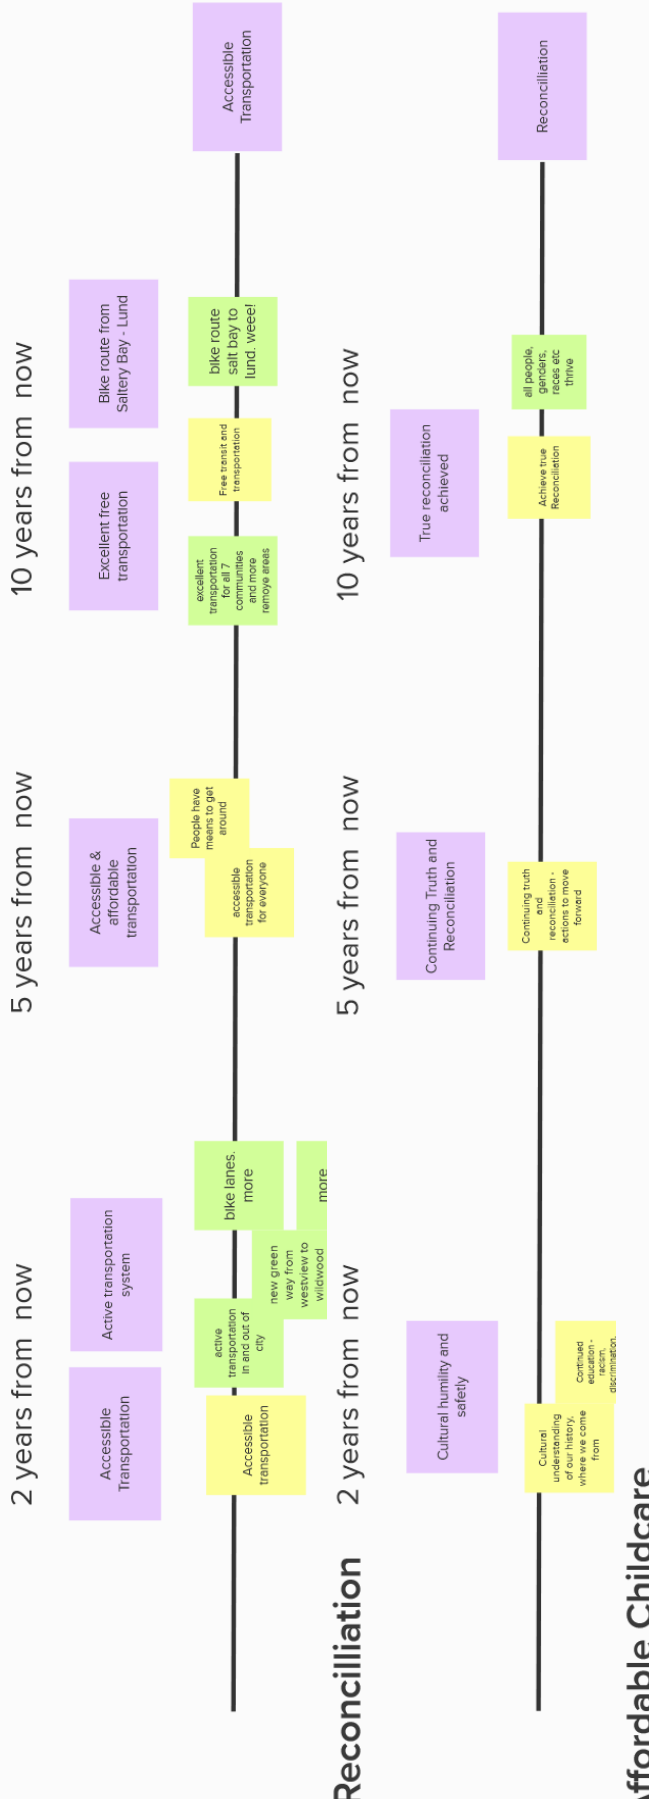 2 years from now
5 years from now
10 years from now
Accessible
Transportation
Active transportation
system
Accessible &
affordable
transportation
Excellent free
transportation
Bike route from
Saltery Bay - Lund
Accessible
transportation
active
transportation
in and out of
city
new green
way from
westview to
wildwood
bike lanes.
more
more
accessible
transportation
for everyone
People have
means to get
around
excellent
transportation
for all 7
communities
and more
remoye areas
Free transit and
transportation
bike route
salt bay to
lund. weee!
Accessible
Transportation
Reconcilliation
2 years from now
5 years from now
10 years from now
Cultural humility and
safetly
Continuing Truth and
Reconciliation
True reconciliation
achieved
Cultural
understanding
of our history,
where we come
from
Continued
education -
racism,
discrimination.
Continuing truth
and
reconciliation -
actions to move
forward
Achieve true
Reconciliation
all people,
genders,
races etc
thrive
Reconcilliation
Affordable Childcare